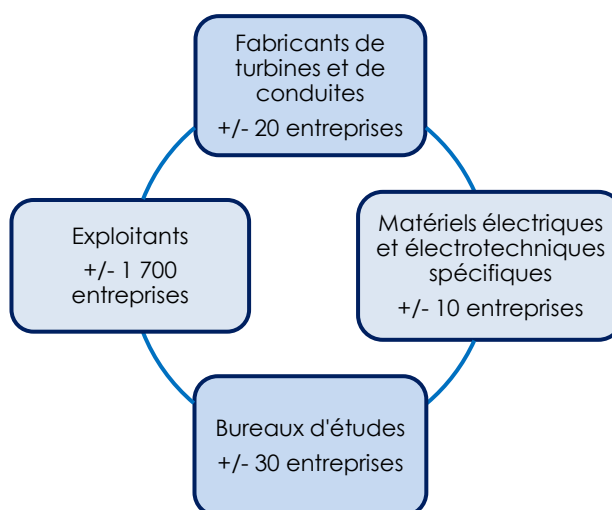 Fabricants de
turbines et de
conduites
+/- 20 entreprises
Exploitants
+/- 1 700
entreprises
Matériels électriques
et électrotechniques
spécifiques
+/- 10 entreprises
Bureaux d'études
+/- 30 entreprises